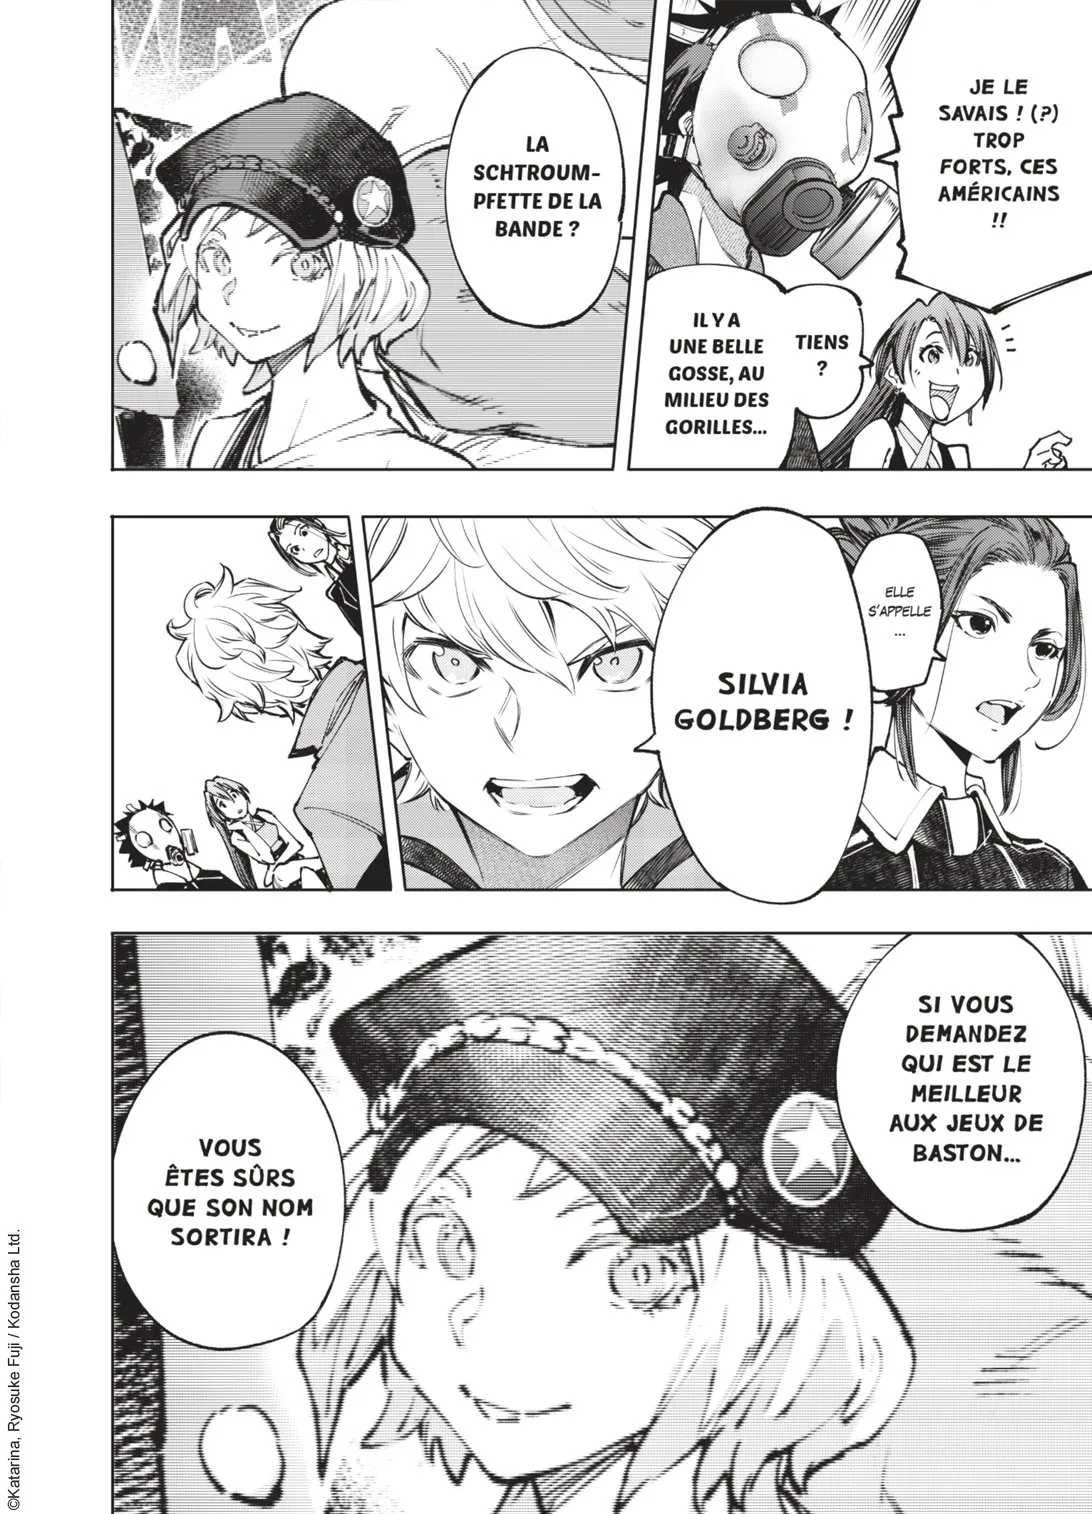 JE LE
SAVAIS ! (?)
TROP
FORTS, CES
AMÉRICAINS
!!
TIENS
?
IL Y A
UNE BELLE
GOSSE, AU
MILIEU DES
GORILLES...
LA
SCHTROUM-
PFETTE DE LA
BANDE ?
ELLE
S'APPELLE
...
SILVIA
GOLDBERG !
SI VOUS
DEMANDEZ
QUI EST LE
MEILLEUR
AUX JEUX DE
BASTON...
VOUS
ÊTES SÛRS
QUE SON NOM
SORTIRA !
©Katarina, Ryosuke Fuji / Kodansha Ltd.